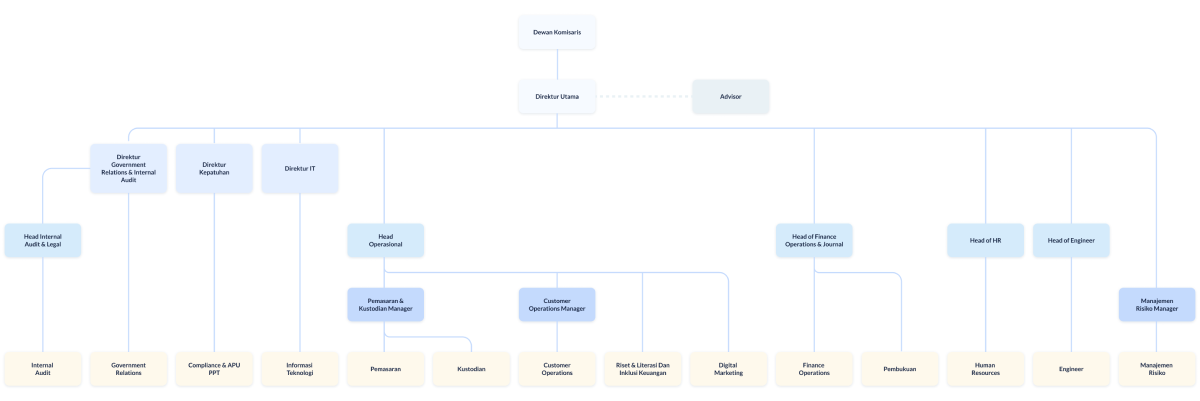 Dewan Komisaris
Direktur Utama
Advisor
Direktur
Government
Relations & Internal
Audit
Direktur
Kepatuhan
Direktur IT
Head Internal
Audit & Legal
Head
Operasional
Head of Finance
Operations & Journal
Head of HR
Head of Engineer
Pemasaran &
Kustodian Manager
Customer
Operations Manager
Manajemen
Risiko Manager
Internal
Audit
Government
Relations
Compliance & APU
PPT
Informasi
Teknologi
Pemasaran
Kustodian
Customer
Operations
Riset & Literasi Dan
Inklusi Keuangan
Digital
Marketing
Finance
Operations
Pembukuan
Human
Resources
Engineer
Manajemen
Risiko